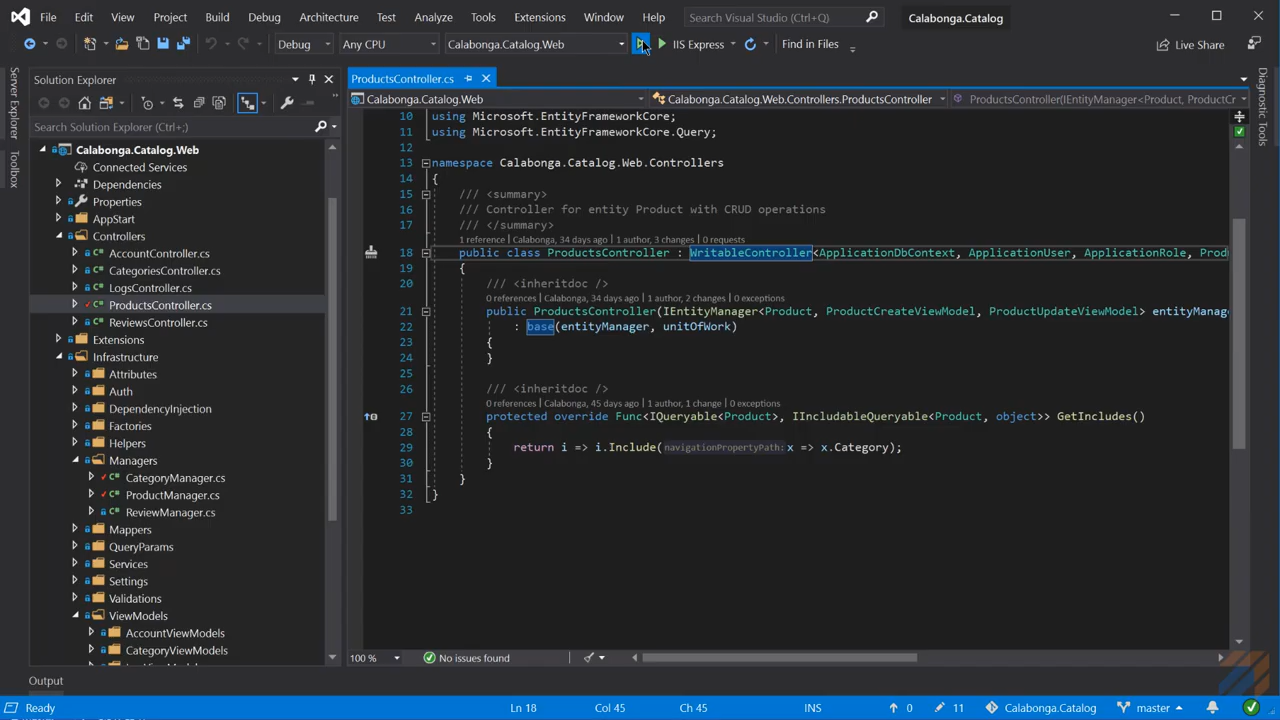 File Edit View Project Build Debug Architecture Test Analyze Tools Extensions Window Help Search Visual Studio (Ctrl+Q) Calabonga.Catalog
Debug Any CPU Calabonga.Catalog.Web IIS Express Find in Files Live Share
Server Explorer
Toolbox
Solution Explorer
Search Solution Explorer (Ctrl+;)
Calabonga.Catalog.Web
Connected Services
Dependencies
Properties
AppStart
Controllers
AccountController.cs
CategoriesController.cs
LogsController.cs
ProductsController.cs
ReviewsController.cs
Extensions
Infrastructure
Attributes
Auth
DependencyInjection
Factories
Helpers
Managers
CategoryManager.cs
ProductManager.cs
ReviewManager.cs
Mappers
QueryParams
Services
Settings
Validations
ViewModels
AccountViewModels
CategoryViewModels
ProductsController.cs
Calabonga.Catalog.Web Calabonga.Catalog.Web.Controllers.ProductsController ProductsController(IEntityManager<Product, ProductCr
10 using Microsoft.EntityFrameworkCore;
11 using Microsoft.EntityFrameworkCore.Query;
12
13 namespace Calabonga.Catalog.Web.Controllers
14 {
15 /// <summary>
16 /// Controller for entity Product with CRUD operations
17 /// </summary>
1 reference | Calabonga, 34 days ago | 1 author, 3 changes | 0 requests
18 public class ProductsController : WritableController<ApplicationDbContext, ApplicationUser, ApplicationRole, Prod
19 {
20 /// <inheritdoc />
0 references | Calabonga, 34 days ago | 1 author, 2 changes | 0 exceptions
21 public ProductsController(IEntityManager<Product, ProductCreateViewModel, ProductUpdateViewModel> entityManage
22 : base(entityManager, unitOfWork)
23 {
24 }
25
26 /// <inheritdoc />
0 references | Calabonga, 45 days ago | 1 author, 1 change | 0 exceptions
27 protected override Func<IQueryable<Product>, IIncludableQueryable<Product, object>> GetIncludes()
28 {
29 return i => i.Include(navigationPropertyPath: x => x.Category);
30 }
31 }
32 }
33
Diagnostic Tools
100 % No issues found
Output
Ready Ln 18 Col 45 Ch 45 INS 0 11 Calabonga.Catalog master